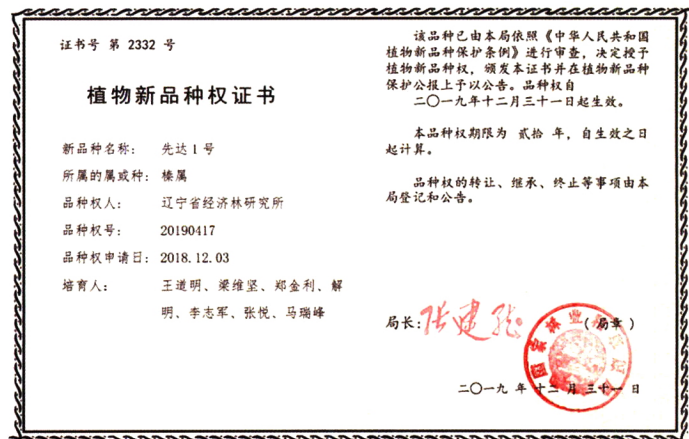 证书号 第 2332 号
植物新品种权证书
新品种名称: 先达1号
所属的属或种: 榛属
品种权人: 辽宁省经济林研究所
品种权号: 20190417
品种权申请日: 2018.12.03
培育人: 王道明、梁维坚、郑金利、解
明、李志军、张悦、马瑞峰
该品种已由本局依照《中华人民共和国
植物新品种保护条例》进行审查，决定授予
植物新品种权，颁发本证书并在植物新品种
保护公报上予以公告。品种权自
二〇一九年十二月三十一日起生效。
本品种权期限为 贰拾 年，自生效之日
起计算。
品种权的转让、继承、终止等事项由本
局登记和公告。
局长: 张建龙
(局章)
二〇一九 年 十二 月 三十一 日